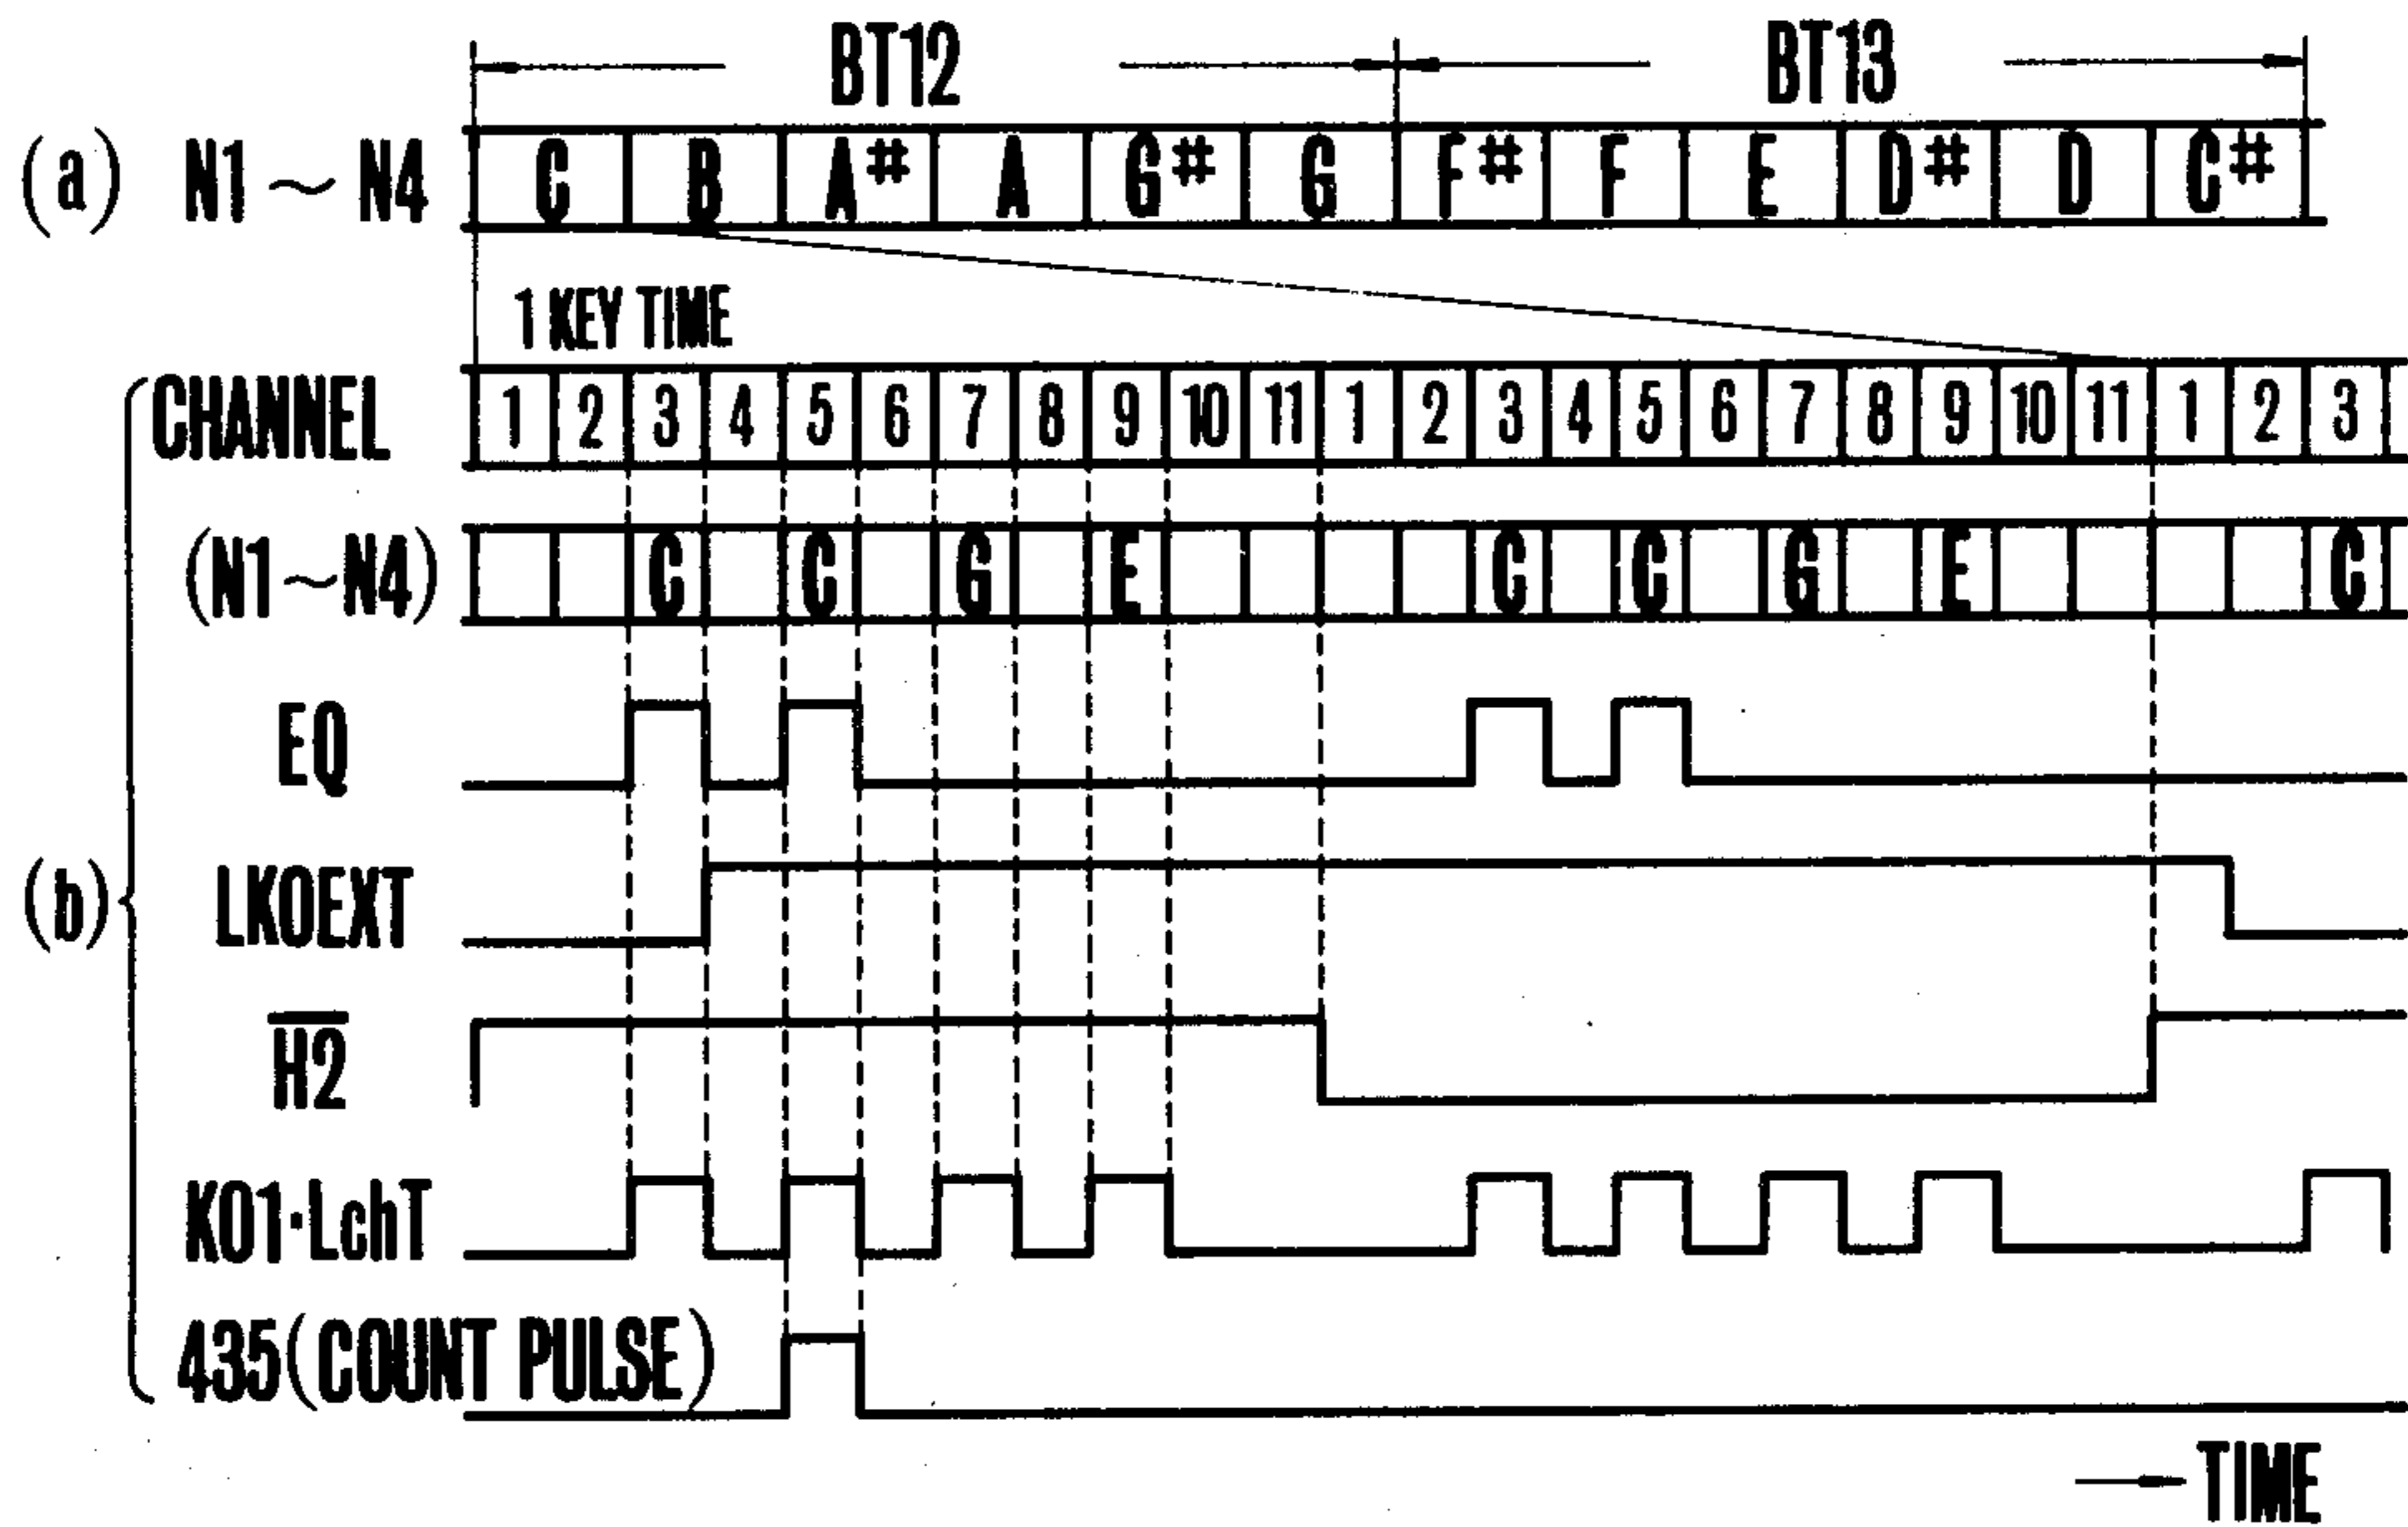 BT12 BT13
(a) N1 ~ N4 C B A# A G# G F# F E D# D C#
1 KEY TIME
CHANNEL 1 2 3 4 5 6 7 8 9 10 11 1 2 3 4 5 6 7 8 9 10 11 1 2 3
(N1 ~ N4) C C G E C C G E C
EQ
(b) LKOEXT
H̅2̅
KO1·LchT
435(COUNT PULSE)
TIME